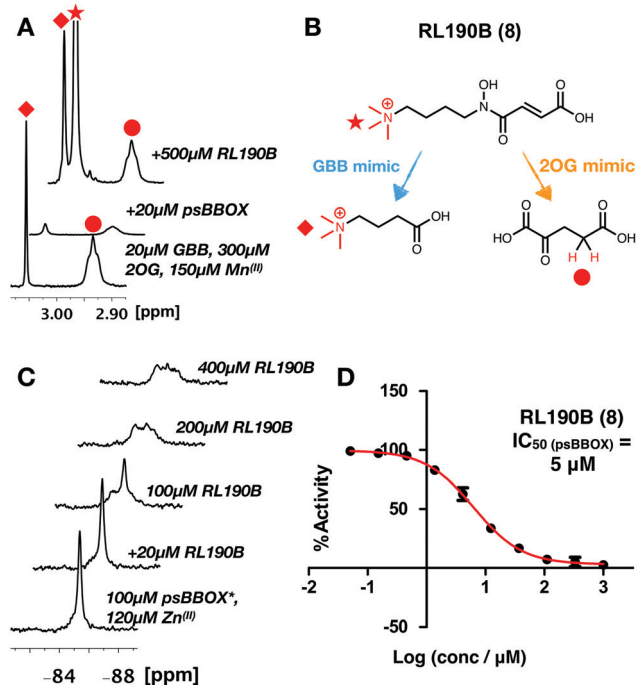 A
+500µM RL190B
+20µM psBBOX
20µM GBB, 300µM
2OG, 150µM Mn(II)
3.00 2.90 [ppm]
B
RL190B (8)
OH
N
O
O
OH
N
⊕
GBB mimic
2OG mimic
N
⊕
O
OH
HO
O
O
H H
O
OH
C
400µM RL190B
200µM RL190B
100µM RL190B
+20µM RL190B
100µM psBBOX*,
120µM Zn(II)
-84 -88 [ppm]
D
RL190B (8)
IC50 (psBBOX) =
5 µM
%Activity
150
100
50
-50
-2 -1 0 1 2 3
Log (conc / µM)